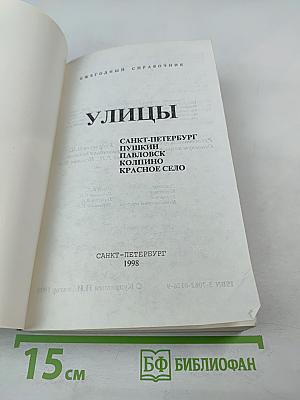 ЕЖЕГОДНЫЙ СПРАВОЧНИК
УЛИЦЫ
САНКТ-ПЕТЕРБУРГ
ПУШКИН
ПАВЛОВСК
КОЛПИНО
КРАСНОЕ СЕЛО
САНКТ-ПЕТЕРБУРГ
1998
15 см
БФ БИБЛИОФАН